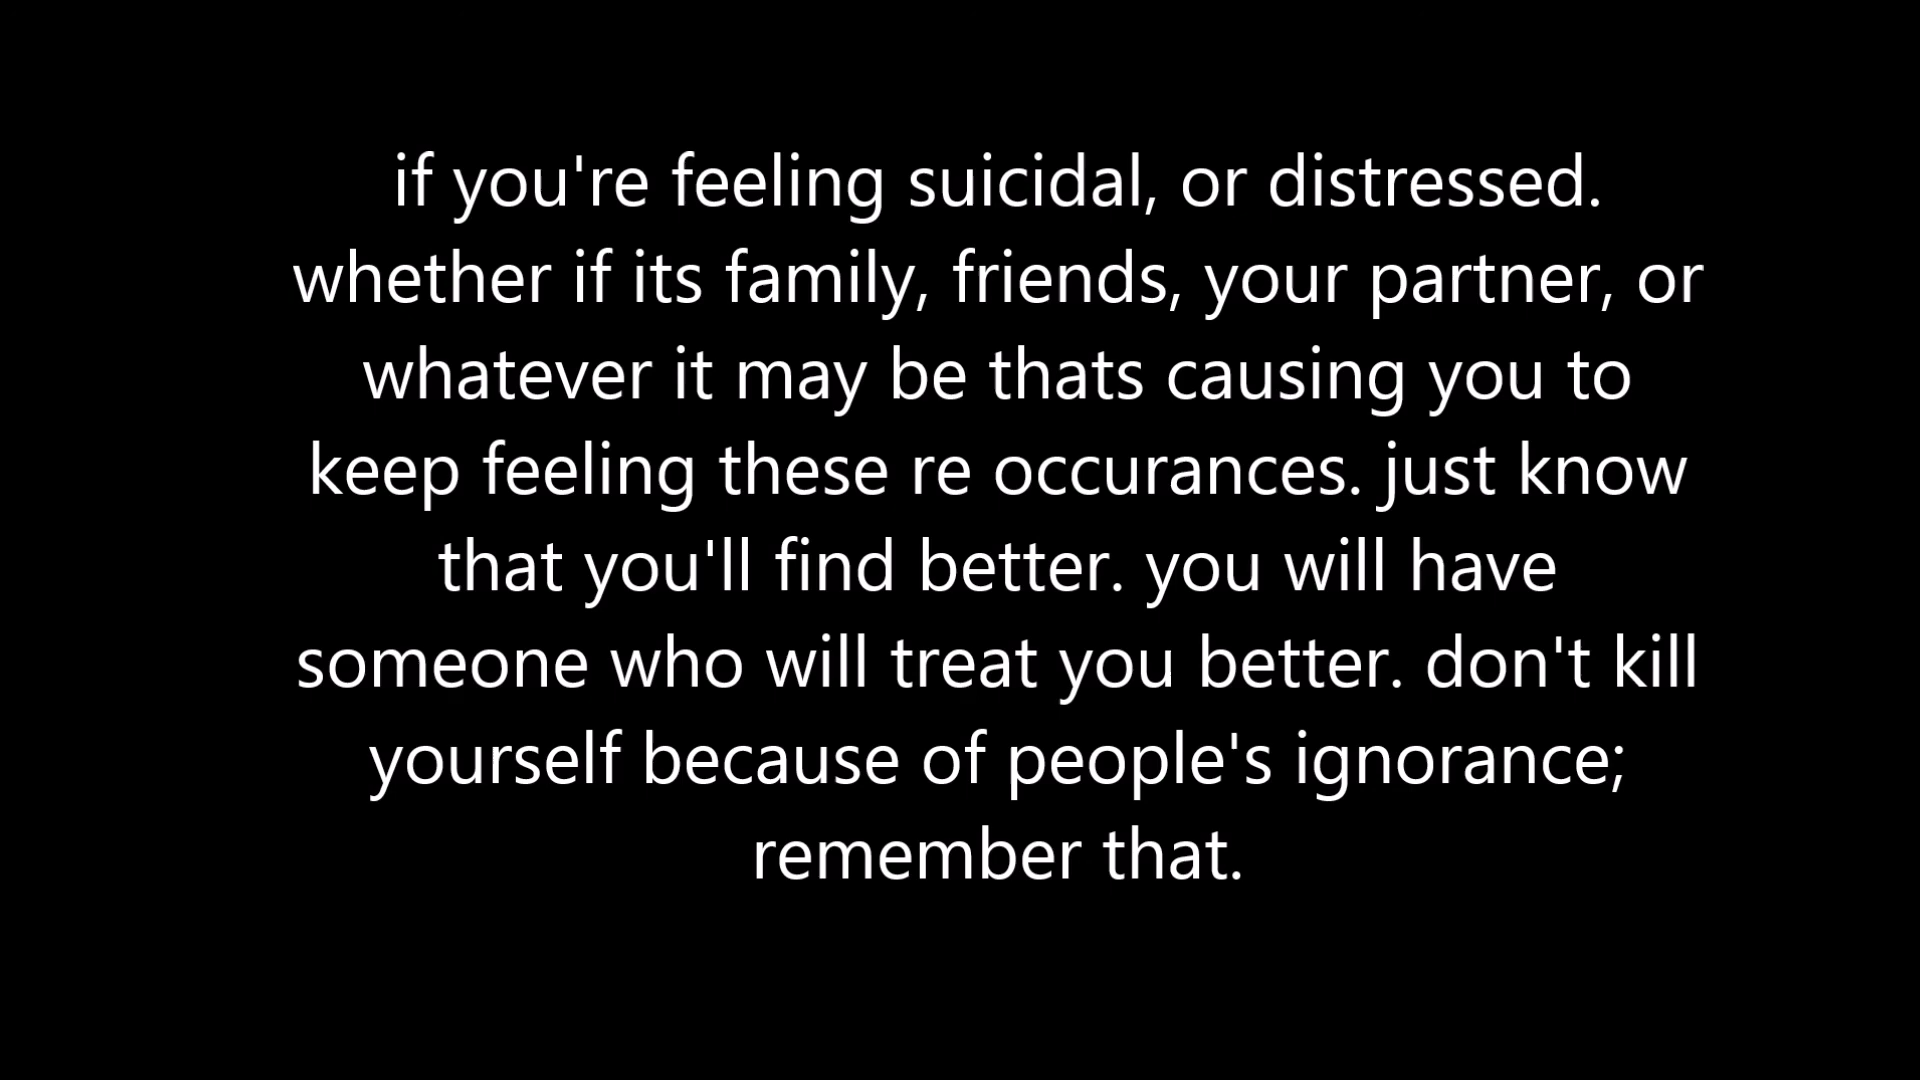 if you're feeling suicidal, or distressed.
whether if its family, friends, your partner, or
whatever it may be thats causing you to
keep feeling these re occurances. just know
that you'll find better. you will have
someone who will treat you better. don't kill
yourself because of people's ignorance;
remember that.